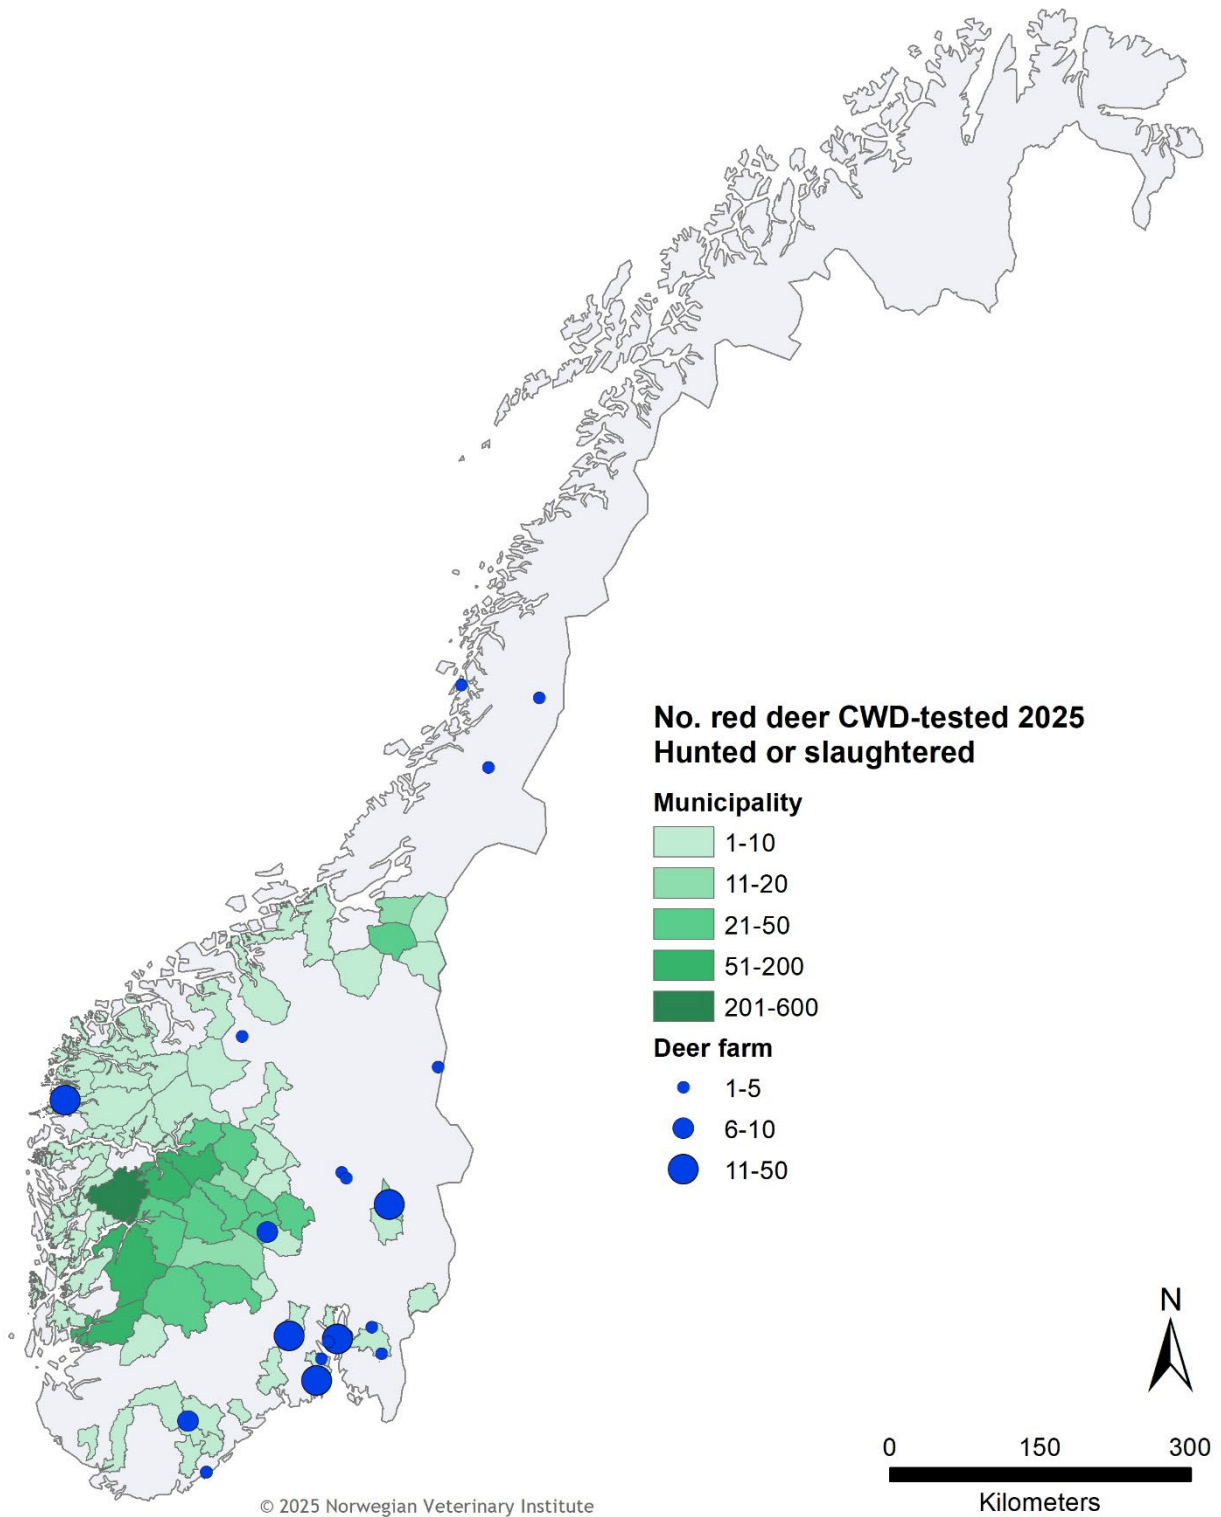 No. red deer CWD-tested 2025
Hunted or slaughtered
Municipality
1-10
11-20
21-50
51-200
201-600
Deer farm
1-5
6-10
11-50
N
0 150 300
Kilometers
© 2025 Norwegian Veterinary Institute